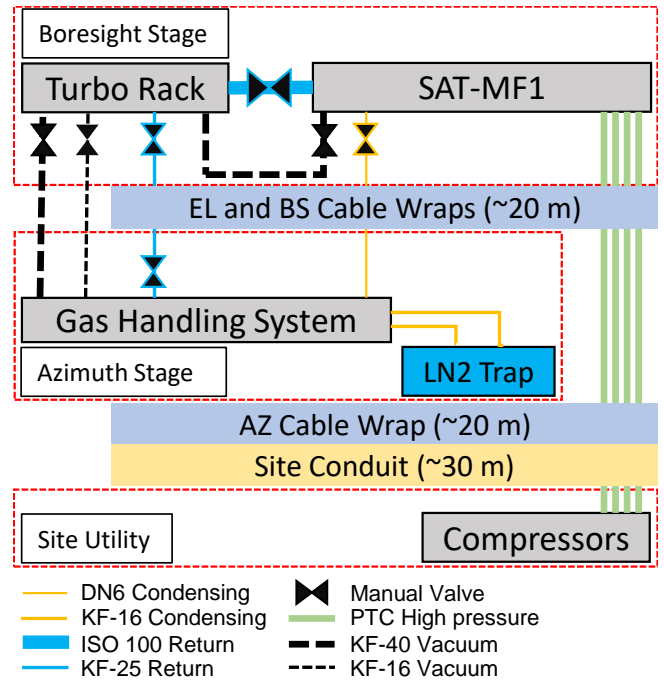 Boresight Stage
Turbo Rack
SAT-MF1
EL and BS Cable Wraps (~20 m)
Gas Handling System
Azimuth Stage
LN2 Trap
AZ Cable Wrap (~20 m)
Site Conduit (~30 m)
Site Utility
Compressors
DN6 Condensing
KF-16 Condensing
ISO 100 Return
KF-25 Return
Manual Valve
PTC High pressure
KF-40 Vacuum
KF-16 Vacuum